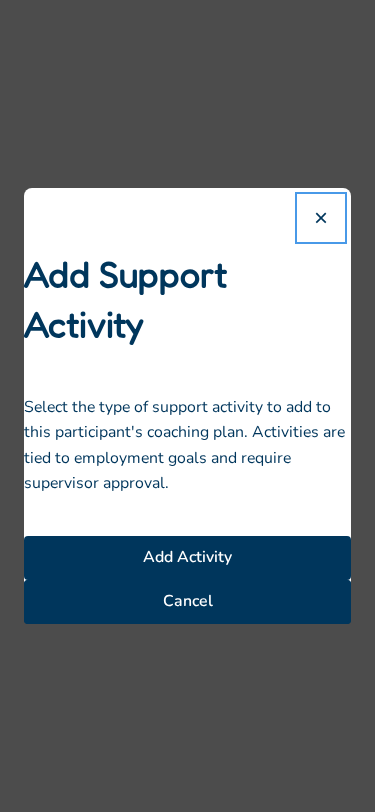 Add Support
Activity
Select the type of support activity to add to
this participant's coaching plan. Activities are
tied to employment goals and require
supervisor approval.
Add Activity
Cancel